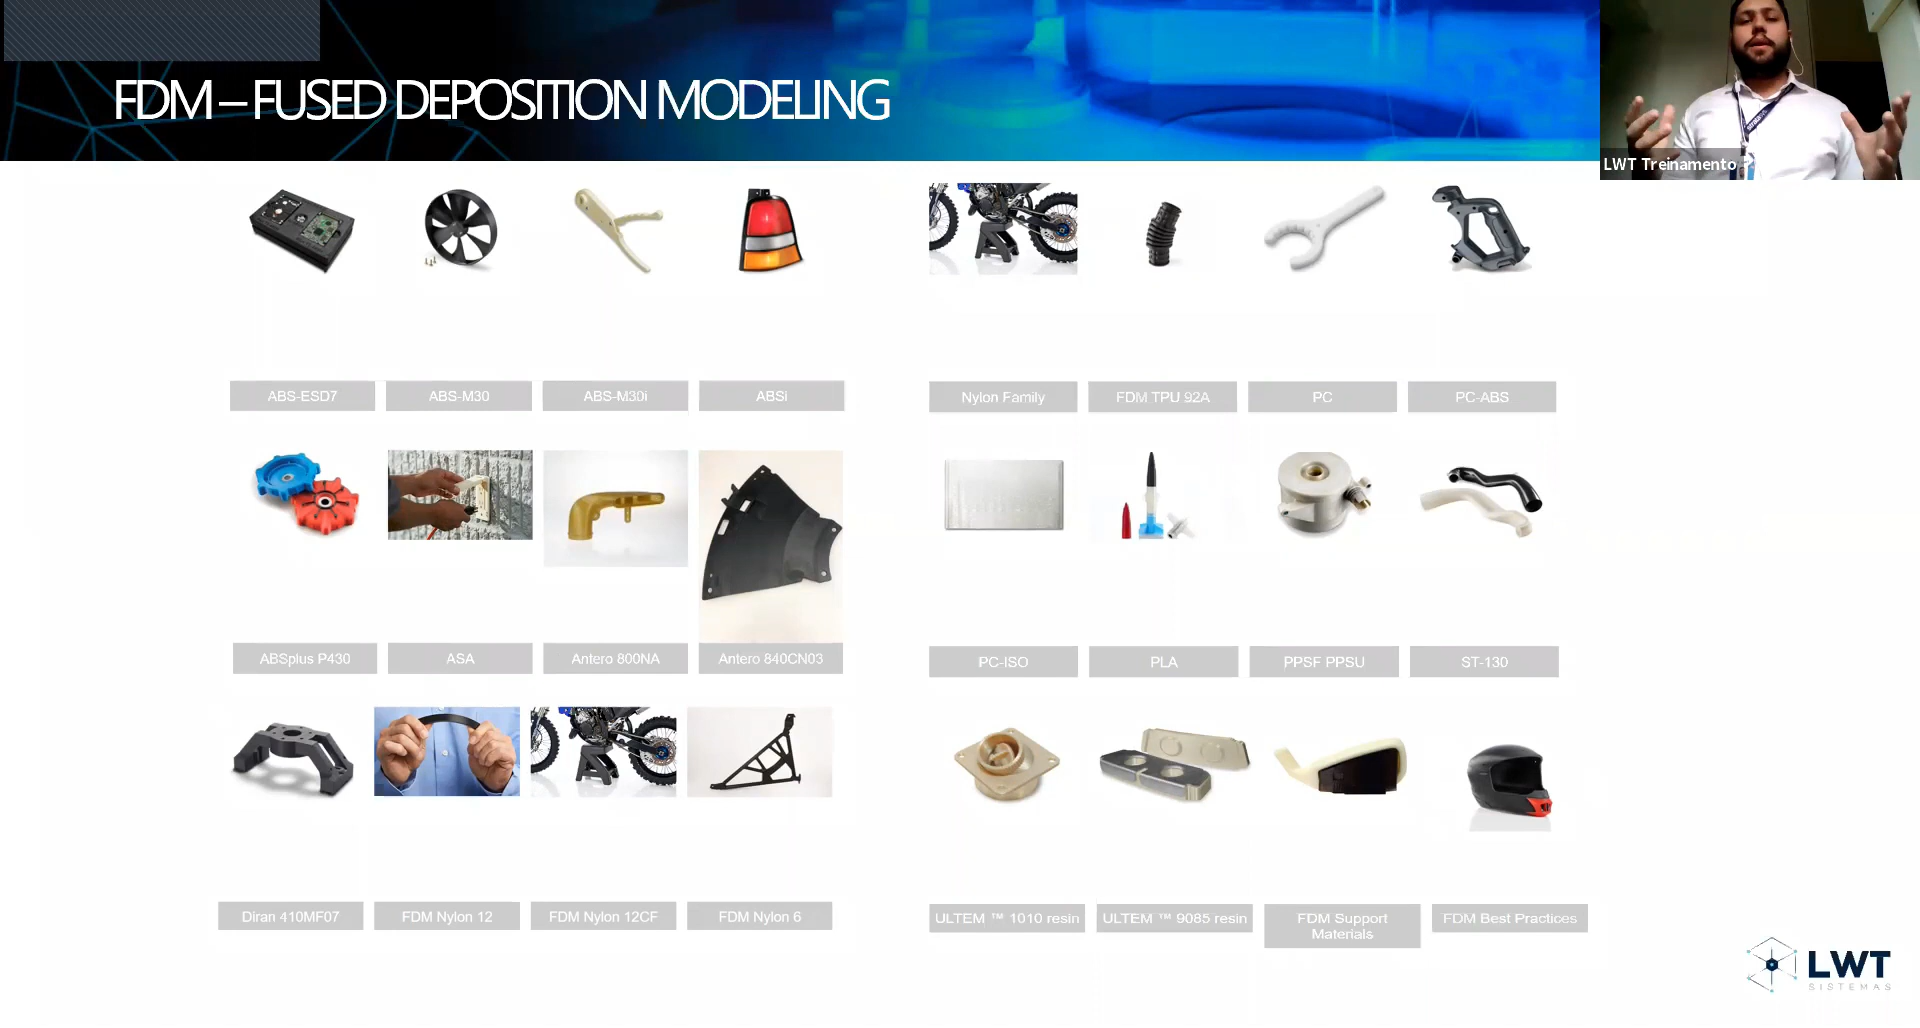 FDM – FUSED DEPOSITION MODELING
LWT Treinamento
ABS-ESD7
ABS-M30
ABS-M30i
ABSi
Nylon Family
FDM TPU 92A
PC
PC-ABS
ABSplus P430
ASA
Antero 800NA
Antero 840CN03
PC-ISO
PLA
PPSF PPSU
ST-130
Diran 410MF07
FDM Nylon 12
FDM Nylon 12CF
FDM Nylon 6
ULTEM ™ 1010 resin
ULTEM ™ 9085 resin
FDM Support
Materials
FDM Best Practices
LWT
SISTEMAS